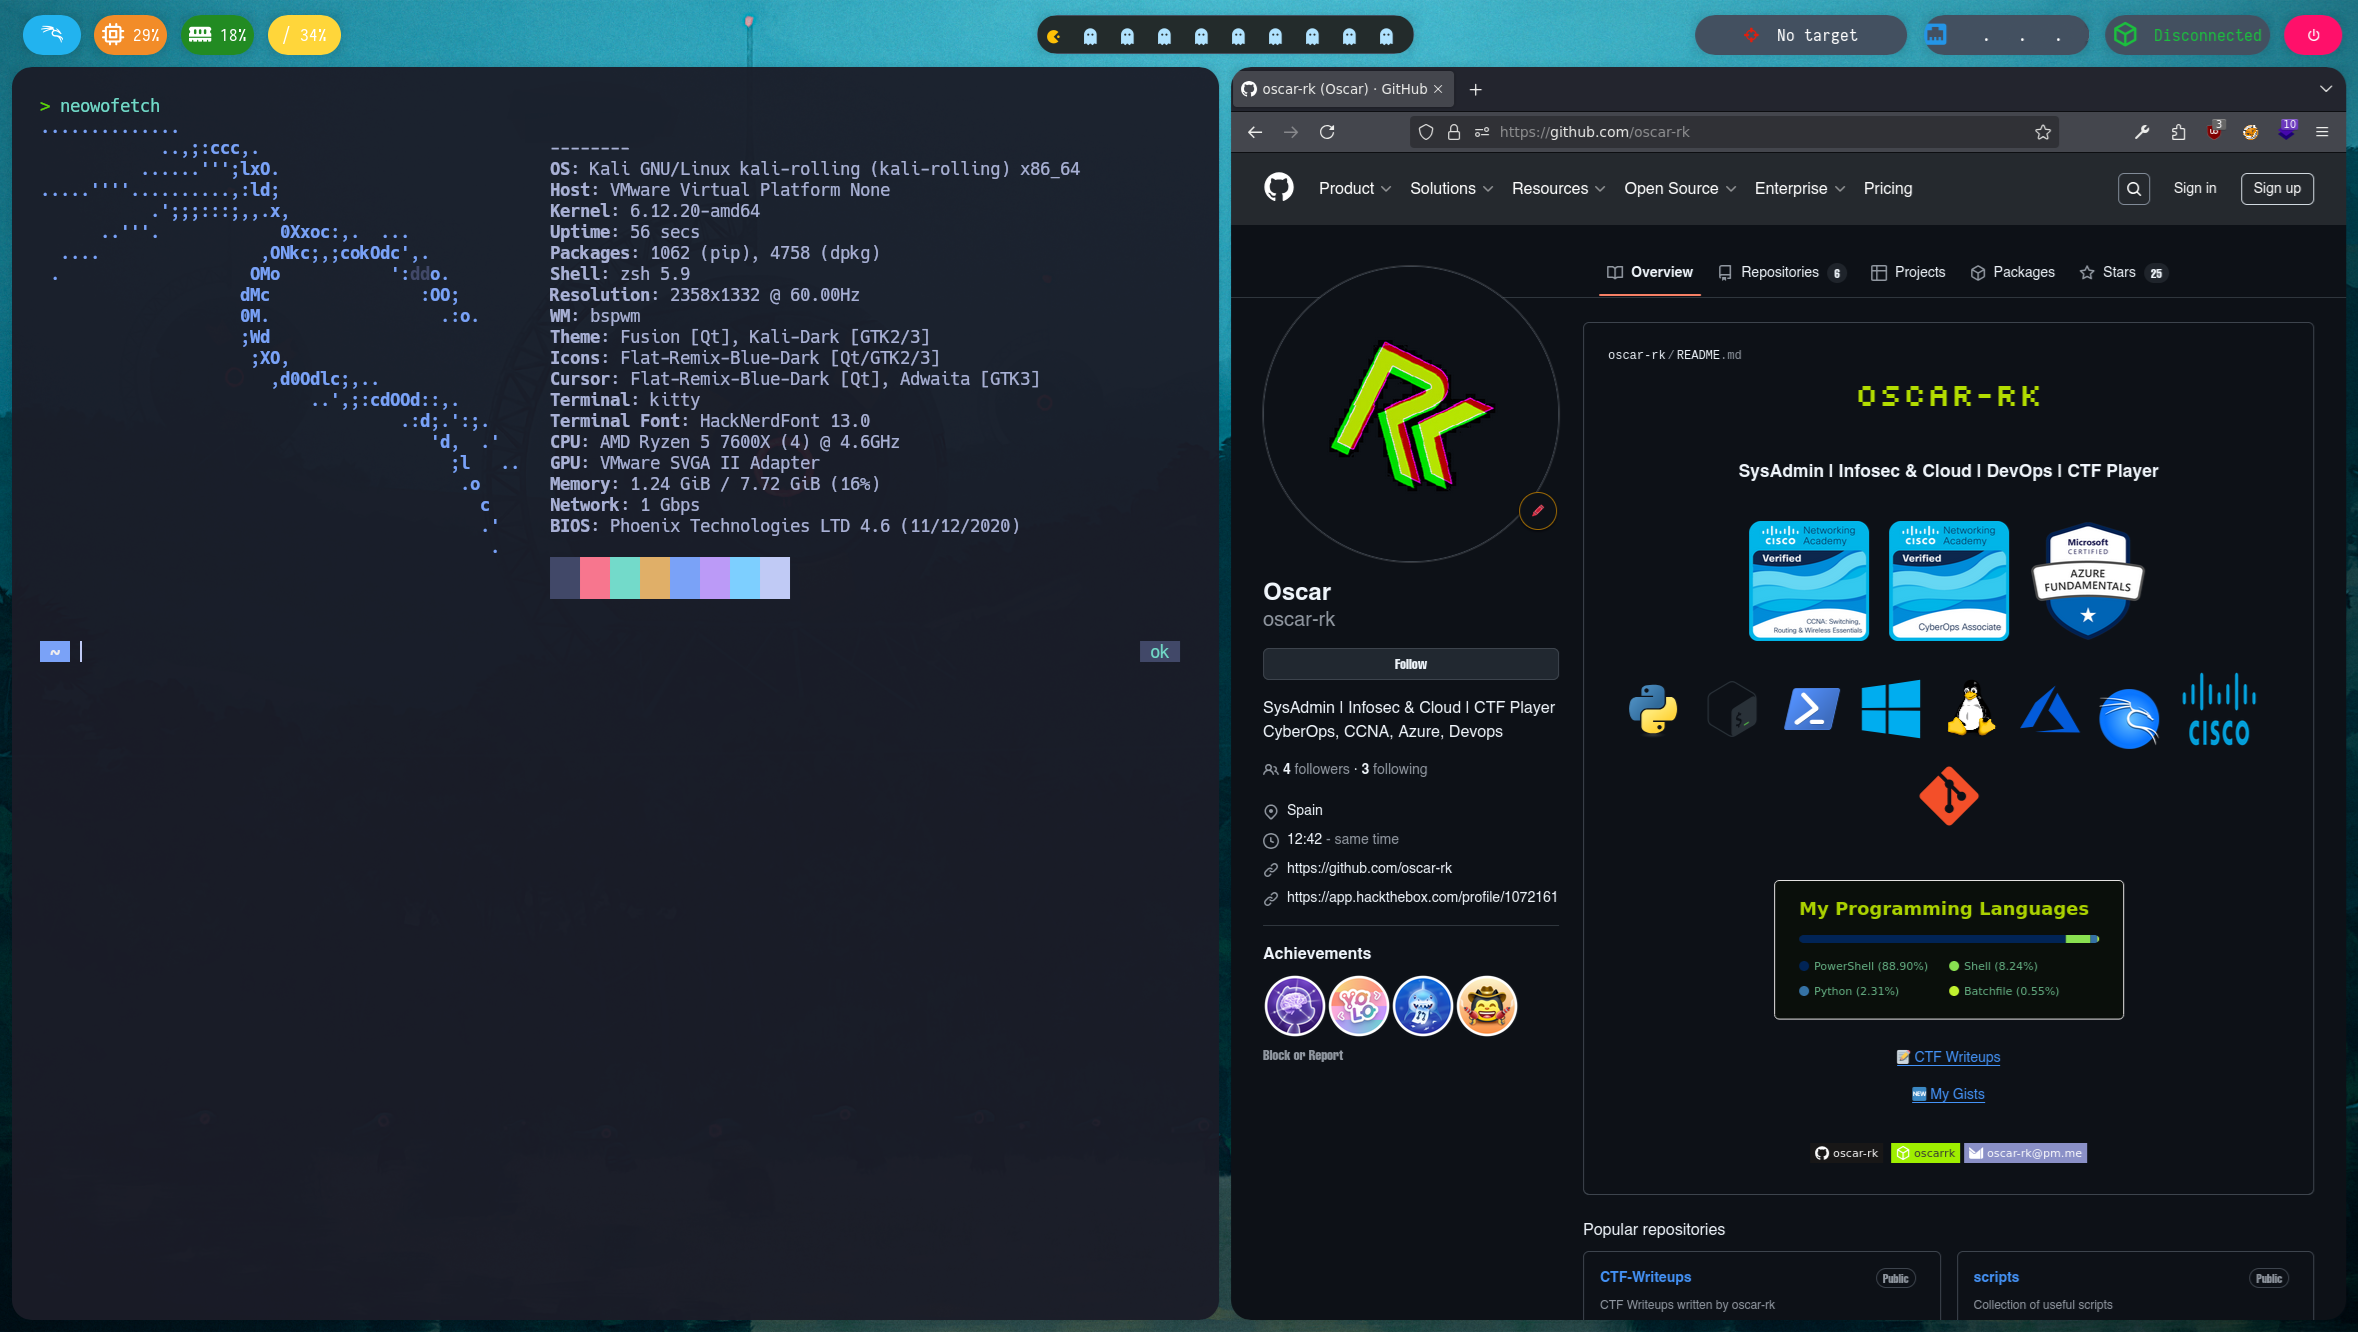 29%
18%
/ 34%
No target
. . .
Disconnected
> neowofetch
..............
..,;:ccc,.
......''';lxO.
.....''''..........,:ld;
.';;;:::;,,.x,
..'''. 0Xxoc:,. ...
.... ,ONkc;,;cokOdc',.
. OMo ':ddo.
dMc :OO;
0M. .:o.
;Wd
;XO,
,d0Odlc;,..
..',;:cdOOd::,.
.:d;.':;.
'd, .'
;l ..
.o
c
.'
.
--------
OS: Kali GNU/Linux kali-rolling (kali-rolling) x86_64
Host: VMware Virtual Platform None
Kernel: 6.12.20-amd64
Uptime: 56 secs
Packages: 1062 (pip), 4758 (dpkg)
Shell: zsh 5.9
Resolution: 2358x1332 @ 60.00Hz
WM: bspwm
Theme: Fusion [Qt], Kali-Dark [GTK2/3]
Icons: Flat-Remix-Blue-Dark [Qt/GTK2/3]
Cursor: Flat-Remix-Blue-Dark [Qt], Adwaita [GTK3]
Terminal: kitty
Terminal Font: HackNerdFont 13.0
CPU: AMD Ryzen 5 7600X (4) @ 4.6GHz
GPU: VMware SVGA II Adapter
Memory: 1.24 GiB / 7.72 GiB (16%)
Network: 1 Gbps
BIOS: Phoenix Technologies LTD 4.6 (11/12/2020)
~
ok
oscar-rk (Oscar) · GitHub
https://github.com/oscar-rk
3
10
Product
Solutions
Resources
Open Source
Enterprise
Pricing
Sign in
Sign up
Overview
Repositories 6
Projects
Packages
Stars 25
Oscar
oscar-rk
Follow
SysAdmin | Infosec & Cloud | CTF Player
CyberOps, CCNA, Azure, Devops
4 followers · 3 following
Spain
12:42 - same time
https://github.com/oscar-rk
https://app.hackthebox.com/profile/1072161
Achievements
YOLO
Block or Report
oscar-rk/README.md
OSCAR-RK
SysAdmin | Infosec & Cloud | DevOps | CTF Player
CISCO Networking Academy
Verified
CCNA: Switching,
Routing & Wireless Essentials
CISCO Networking Academy
Verified
CyberOps Associate
Microsoft
CERTIFIED
AZURE
FUNDAMENTALS
CISCO
My Programming Languages
PowerShell (88.90%)
Shell (8.24%)
Python (2.31%)
Batchfile (0.55%)
CTF Writeups
NEW My Gists
oscar-rk
oscarrk
oscar-rk@pm.me
Popular repositories
CTF-Writeups
Public
CTF Writeups written by oscar-rk
scripts
Public
Collection of useful scripts